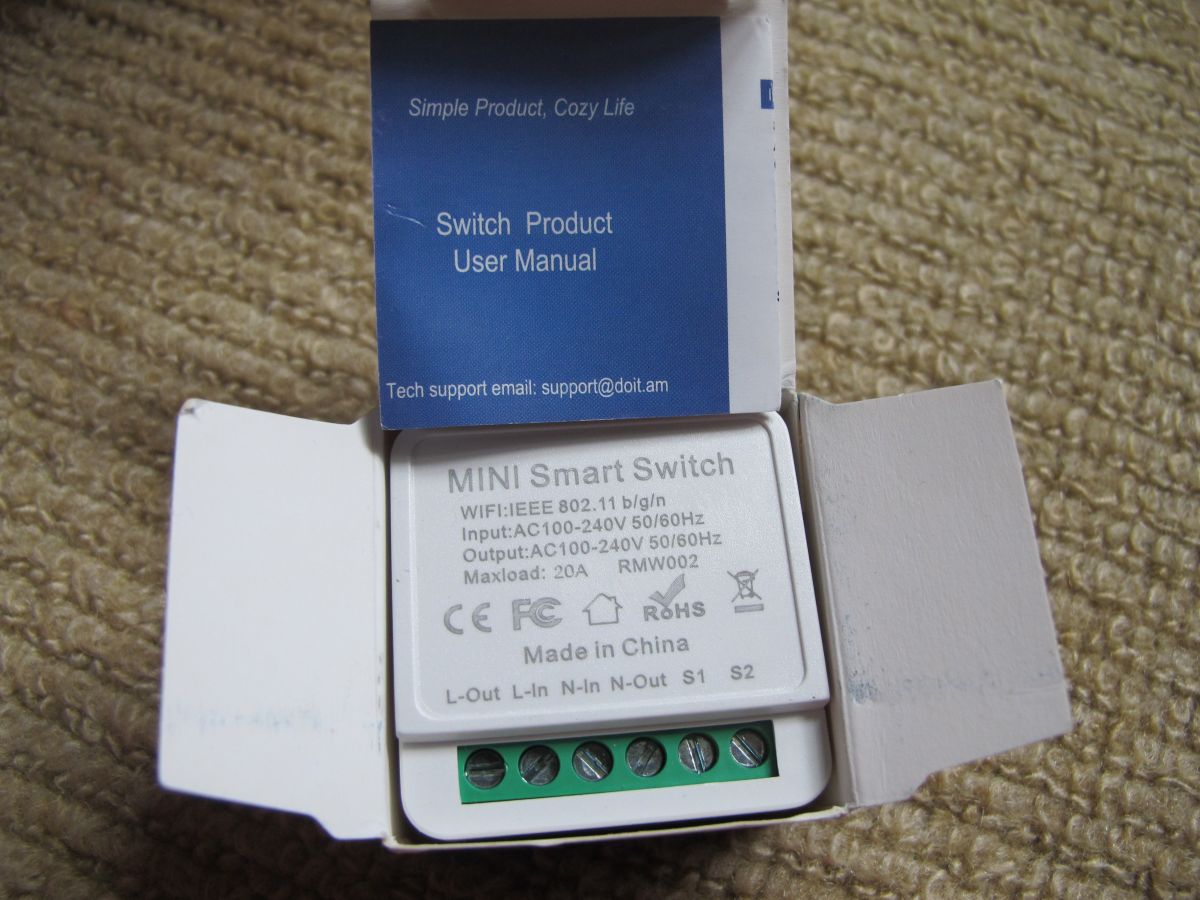 Simple Product, Cozy Life
Switch Product
User Manual
Tech support email: support@doit.am
MINI Smart Switch
WIFI:IEEE 802.11 b/g/n
Input:AC100-240V 50/60Hz
Output:AC100-240V 50/60Hz
Maxload: 20A RMW002
CE FC RoHS
Made in China
L-Out L-In N-In N-Out S1 S2